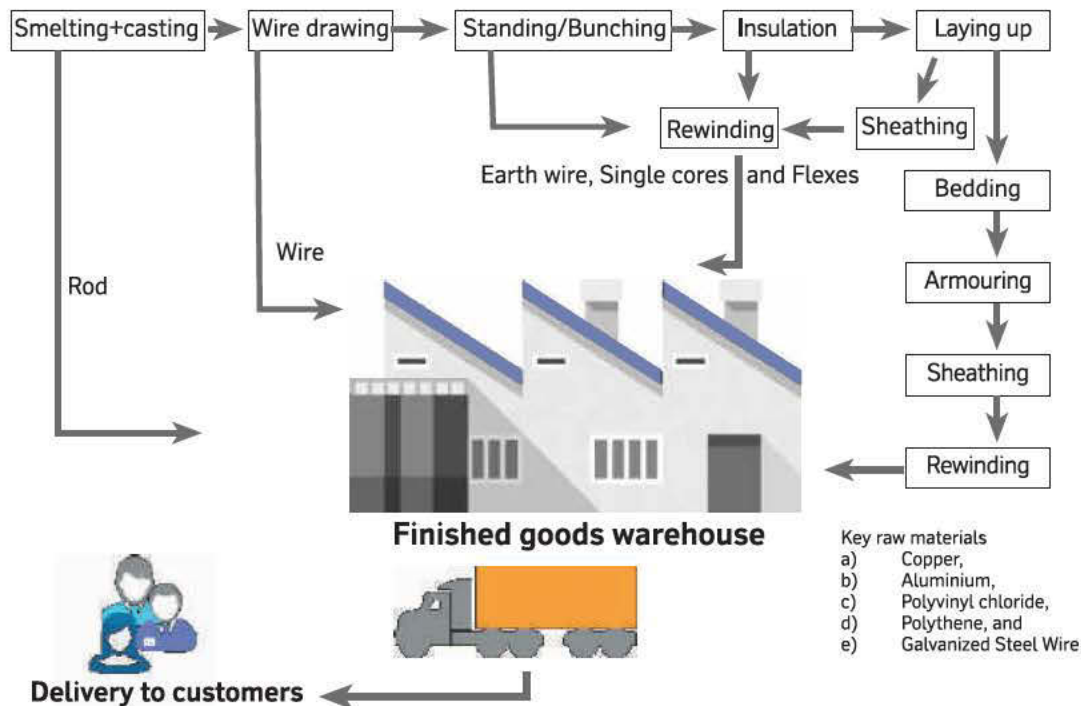 Smelting+casting
Wire drawing
Standing/Bunching
Insulation
Laying up
Rewinding
Sheathing
Earth wire, Single cores and Flexes
Bedding
Wire
Rod
Armouring
Sheathing
Rewinding
Finished goods warehouse
Key raw materials
a) Copper,
b) Aluminium,
c) Polyvinyl chloride,
d) Polythene, and
e) Galvanized Steel Wire
Delivery to customers